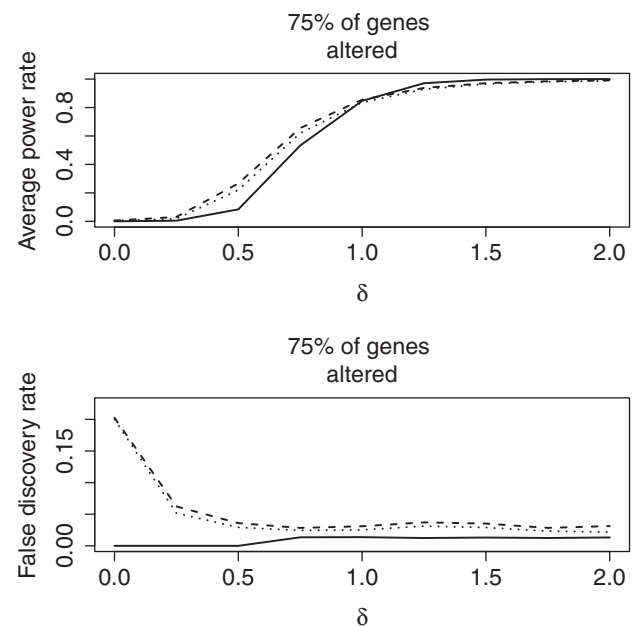 75% of genes
altered
Average power rate
0.8
0.4
0.0
0.0 0.5 1.0 1.5 2.0
δ
75% of genes
altered
False discovery rate
0.15
0.00
0.0 0.5 1.0 1.5 2.0
δ